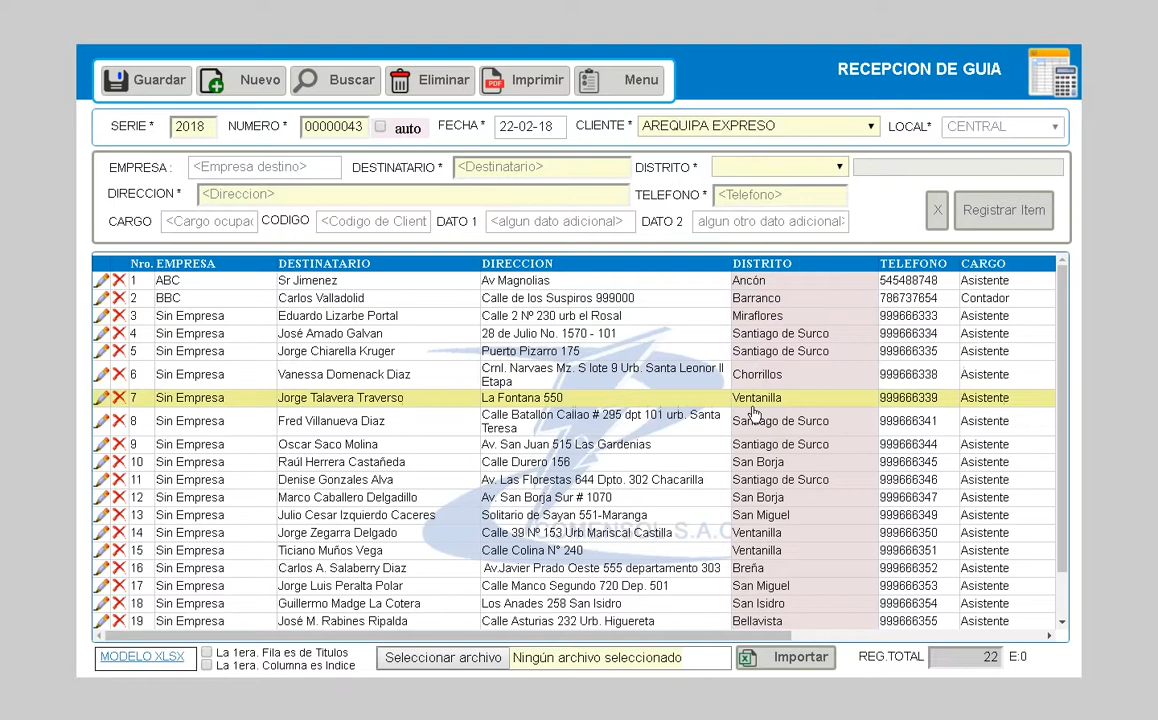 Guardar Nuevo Buscar Eliminar PDF Imprimir Menu RECEPCION DE GUIA
SERIE * 2018 NUMERO * 00000043 auto FECHA * 22-02-18 CLIENTE * AREQUIPA EXPRESO LOCAL* CENTRAL
EMPRESA : <Empresa destino> DESTINATARIO * <Destinatario> DISTRITO *
DIRECCION * <Direccion> TELEFONO * <Telefono>
CARGO <Cargo ocupac CODIGO <Codigo de Client DATO 1 <algun dato adicional> DATO 2 algun otro dato adicional> X Registrar Item
Nro. EMPRESA DESTINATARIO DIRECCION DISTRITO TELEFONO CARGO
1 ABC Sr Jimenez Av Magnolias Ancón 545488748 Asistente
2 BBC Carlos Valladolid Calle de los Suspiros 999000 Barranco 786737654 Contador
3 Sin Empresa Eduardo Lizarbe Portal Calle 2 Nº 230 urb el Rosal Miraflores 999666333 Asistente
4 Sin Empresa José Amado Galvan 28 de Julio No. 1570 - 101 Santiago de Surco 999666334 Asistente
5 Sin Empresa Jorge Chiarella Kruger Puerto Pizarro 175 Santiago de Surco 999666335 Asistente
6 Sin Empresa Vanessa Domenack Diaz Crnl. Narvaes Mz. S lote 9 Urb. Santa Leonor II Etapa Chorrillos 999666338 Asistente
7 Sin Empresa Jorge Talavera Traverso La Fontana 550 Ventanilla 999666339 Asistente
8 Sin Empresa Fred Villanueva Diaz Calle Batallon Callao # 295 dpt 101 urb. Santa Teresa Santiago de Surco 999666341 Asistente
9 Sin Empresa Oscar Saco Molina Av. San Juan 515 Las Gardenias Santiago de Surco 999666344 Asistente
10 Sin Empresa Raúl Herrera Castañeda Calle Durero 156 San Borja 999666345 Asistente
11 Sin Empresa Denise Gonzales Alva Av. Las Florestas 644 Dpto. 302 Chacarilla Santiago de Surco 999666346 Asistente
12 Sin Empresa Marco Caballero Delgadillo Av. San Borja Sur # 1070 San Borja 999666347 Asistente
13 Sin Empresa Julio Cesar Izquierdo Caceres Solitario de Sayan 551-Maranga San Miguel 999666349 Asistente
14 Sin Empresa Jorge Zegarra Delgado Calle 39 Nº 153 Urb Mariscal Castilla Ventanilla 999666350 Asistente
15 Sin Empresa Ticiano Muños Vega Calle Colina N° 240 Ventanilla 999666351 Asistente
16 Sin Empresa Carlos A. Salaberry Diaz Av.Javier Prado Oeste 555 departamento 303 Breña 999666352 Asistente
17 Sin Empresa Jorge Luis Peralta Polar Calle Manco Segundo 720 Dep. 501 San Miguel 999666353 Asistente
18 Sin Empresa Guillermo Madge La Cotera Los Anades 258 San Isidro San Isidro 999666354 Asistente
19 Sin Empresa José M. Rabines Ripalda Calle Asturias 232 Urb. Higuereta Bellavista 999666355 Asistente
COMENSOL S.A.C
MODELO XLSX La 1era. Fila es de Titulos
La 1era. Columna es Indice
Seleccionar archivo Ningún archivo seleccionado Importar REG.TOTAL 22 E:0